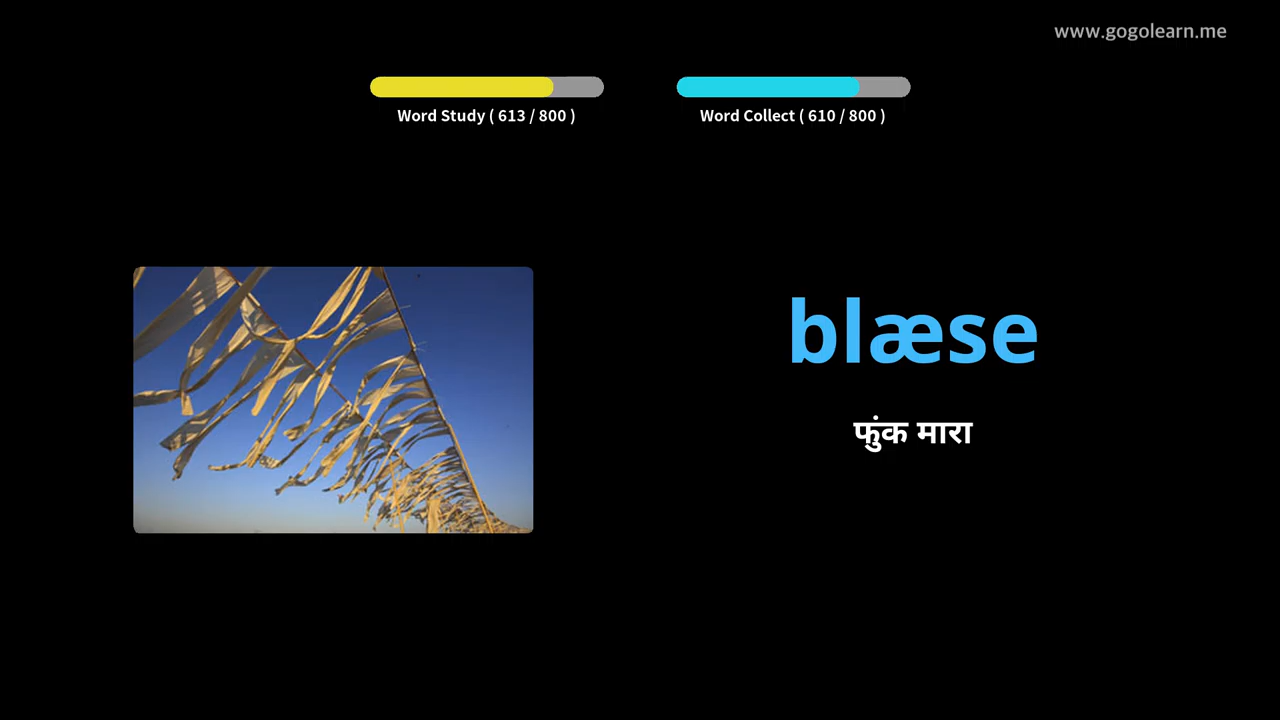 www.gogolearn.me
Word Study ( 613 / 800 )
Word Collect ( 610 / 800 )
blæse
फुंक मारा